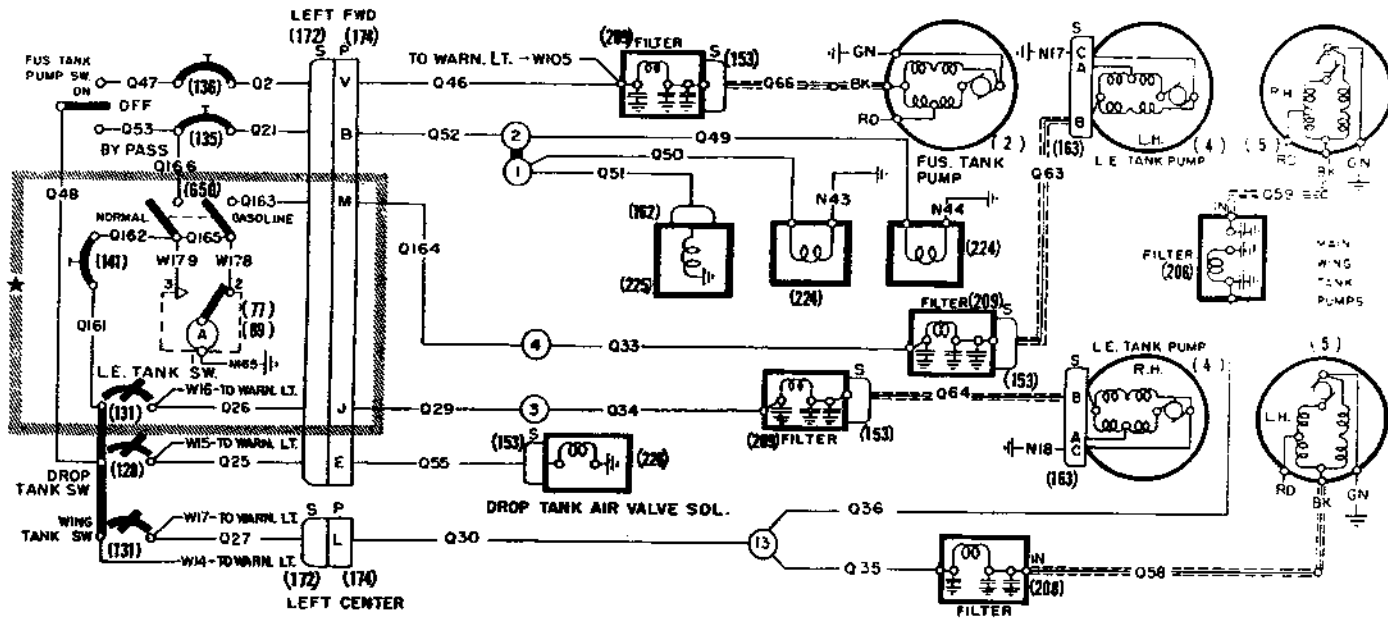 LEFT FWD
(172) S P (174)
FUS TANK
PUMP SW.
ON
OFF
Q47
(136)
Q2
V
Q46
TO WARN. LT. -W105
(209)
FILTER
S
(153)
Q66
BK
GN
RD
(2)
FUS. TANK
PUMP
N17
S
C
A
B
(163)
L.H.
L.E. TANK PUMP
(4)
(5)
R.H.
RD
BK
GN
Q53
(135)
Q21
BY PASS
B
Q52
2
1
Q49
Q50
Q51
Q63
Q48
Q166
(650)
Q163
M
NORMAL
GASOLINE
Q162
Q165
(141)
W179
W178
3
2
(77)
(89)
A
Q161
Q164
(162)
(225)
N43
(224)
N44
(224)
Q59
IN
FILTER
(208)
MAIN
WING
TANK
PUMPS
L.E. TANK SW.
4
Q33
FILTER
(209)
S
(153)
L.E. TANK PUMP
R.H.
(4)
(5)
(131)
W16-TO WARN. LT.
Q26
J
Q29
3
Q34
(209)
FILTER
S
(153)
Q64
S
B
A
C
N18
(163)
L.H.
RD
BK
GN
DROP
TANK SW
(128)
W15-TO WARN. LT.
Q25
E
Q55
(153)
S
(226)
DROP TANK AIR VALVE SOL.
WING
TANK SW
(131)
W17-TO WARN. LT.
Q27
W14-TO WARN. LT.
S P
L
(172) (174)
LEFT CENTER
Q30
13
Q36
Q35
IN
(208)
FILTER
Q58